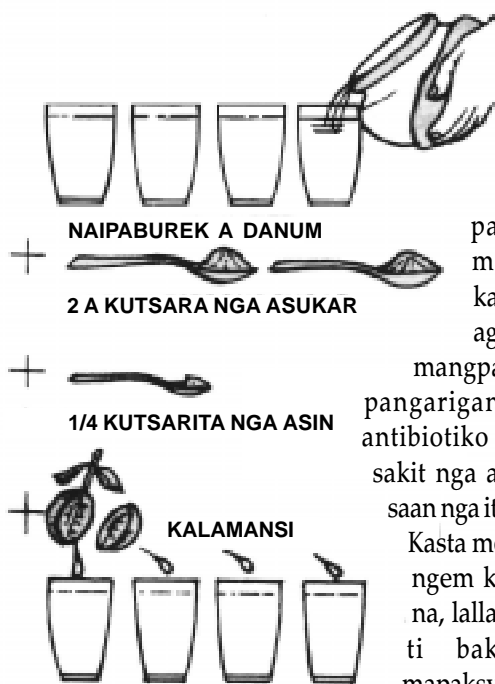 NAIPABUREK A DANUM
2 A KUTSARA NGA ASUKAR
1/4 KUTSARITA NGA ASIN
KALAMANSI
pa
m
ka
ag
mangpa
pangarigar
antibiotiko
sakit nga a
saan nga it
Kasta me
ngem k
na, lalla
ti bak